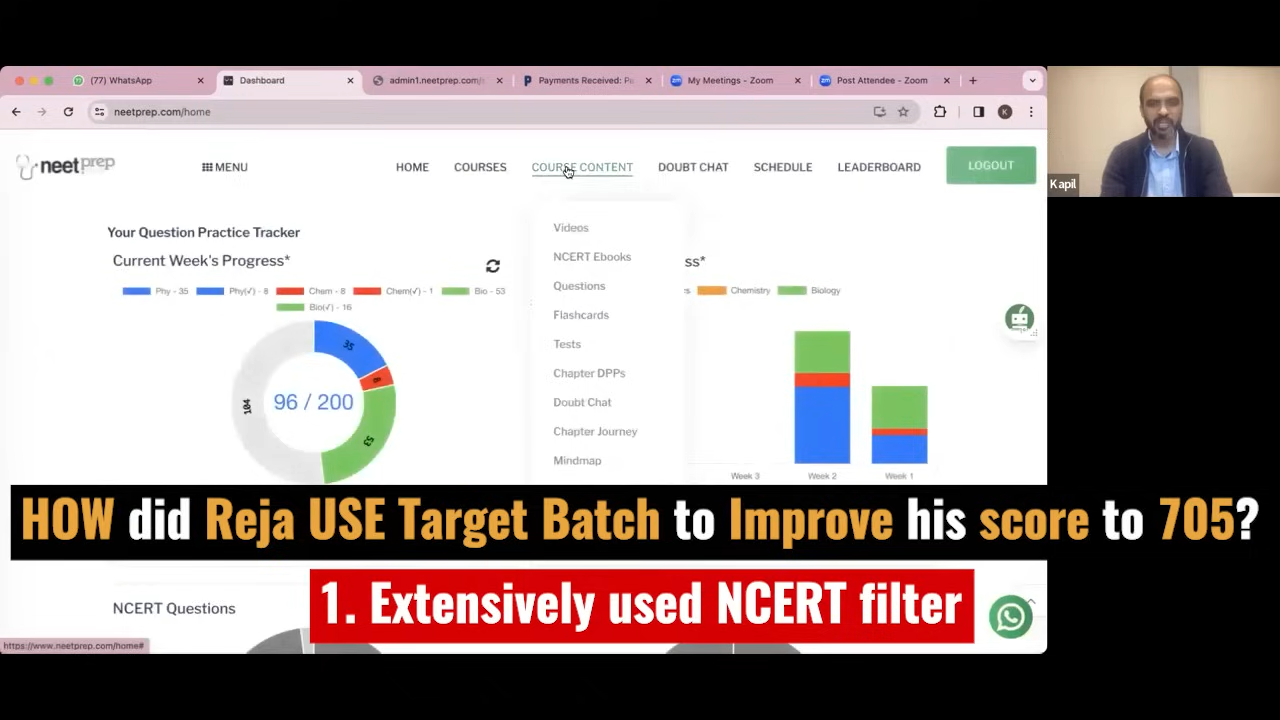 (77) WhatsApp
Dashboard
admin1.neetprep.com/
Payments Received: Pa
My Meetings - Zoom
Post Attendee - Zoom
neetprep.com/home
K
neetprep
MENU
HOME
COURSES
COURSE CONTENT
DOUBT CHAT
SCHEDULE
LEADERBOARD
LOGOUT
Kapil
Videos
NCERT Ebooks
Questions
Flashcards
Tests
Chapter DPPs
Doubt Chat
Chapter Journey
Mindmap
Your Question Practice Tracker
Current Week's Progress*
ss*
Phy - 35
Phy(√) - 8
Chem - 8
Chem(√) - 1
Bio - 53
Bio(√) - 16
Chemistry
Biology
35
53
104
96 / 200
Week 3
Week 2
Week 1
HOW did Reja USE Target Batch to Improve his score to 705?
1. Extensively used NCERT filter
NCERT Questions
https://www.neetprep.com/home#